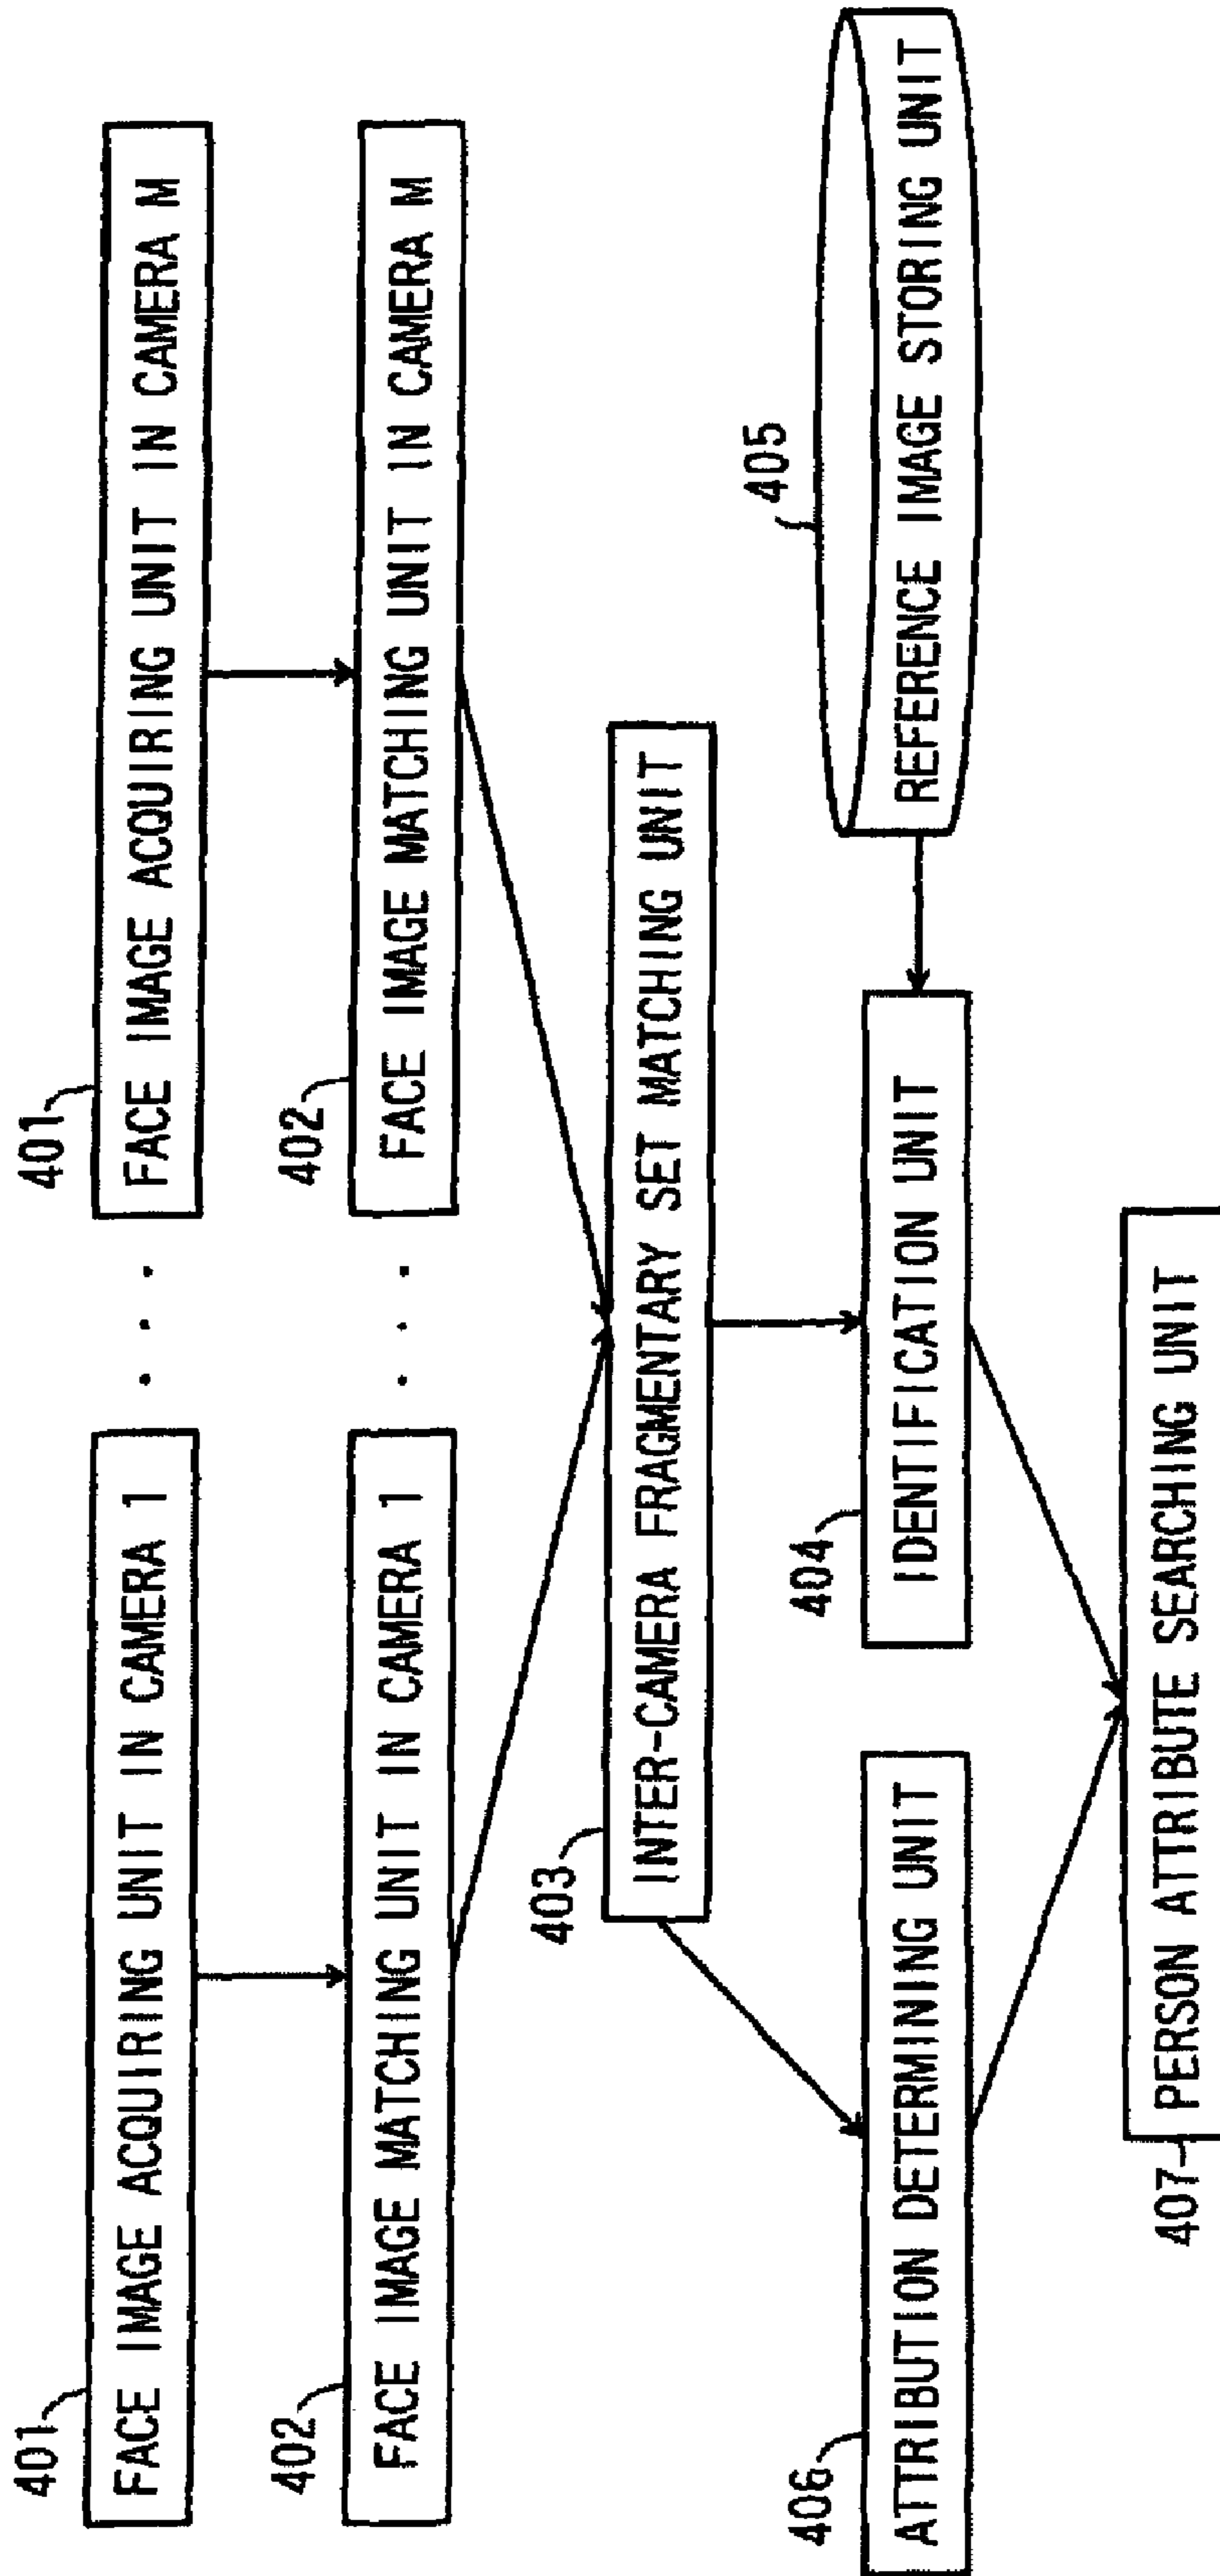 401
401
FACE IMAGE ACQUIRING UNIT IN CAMERA 1
. . .
FACE IMAGE ACQUIRING UNIT IN CAMERA M
402
402
FACE IMAGE MATCHING UNIT IN CAMERA 1
. . .
FACE IMAGE MATCHING UNIT IN CAMERA M
403
INTER-CAMERA FRAGMENTARY SET MATCHING UNIT
406
404
405
ATTRIBUTION DETERMINING UNIT
IDENTIFICATION UNIT
REFERENCE IMAGE STORING UNIT
407
PERSON ATTRIBUTE SEARCHING UNIT